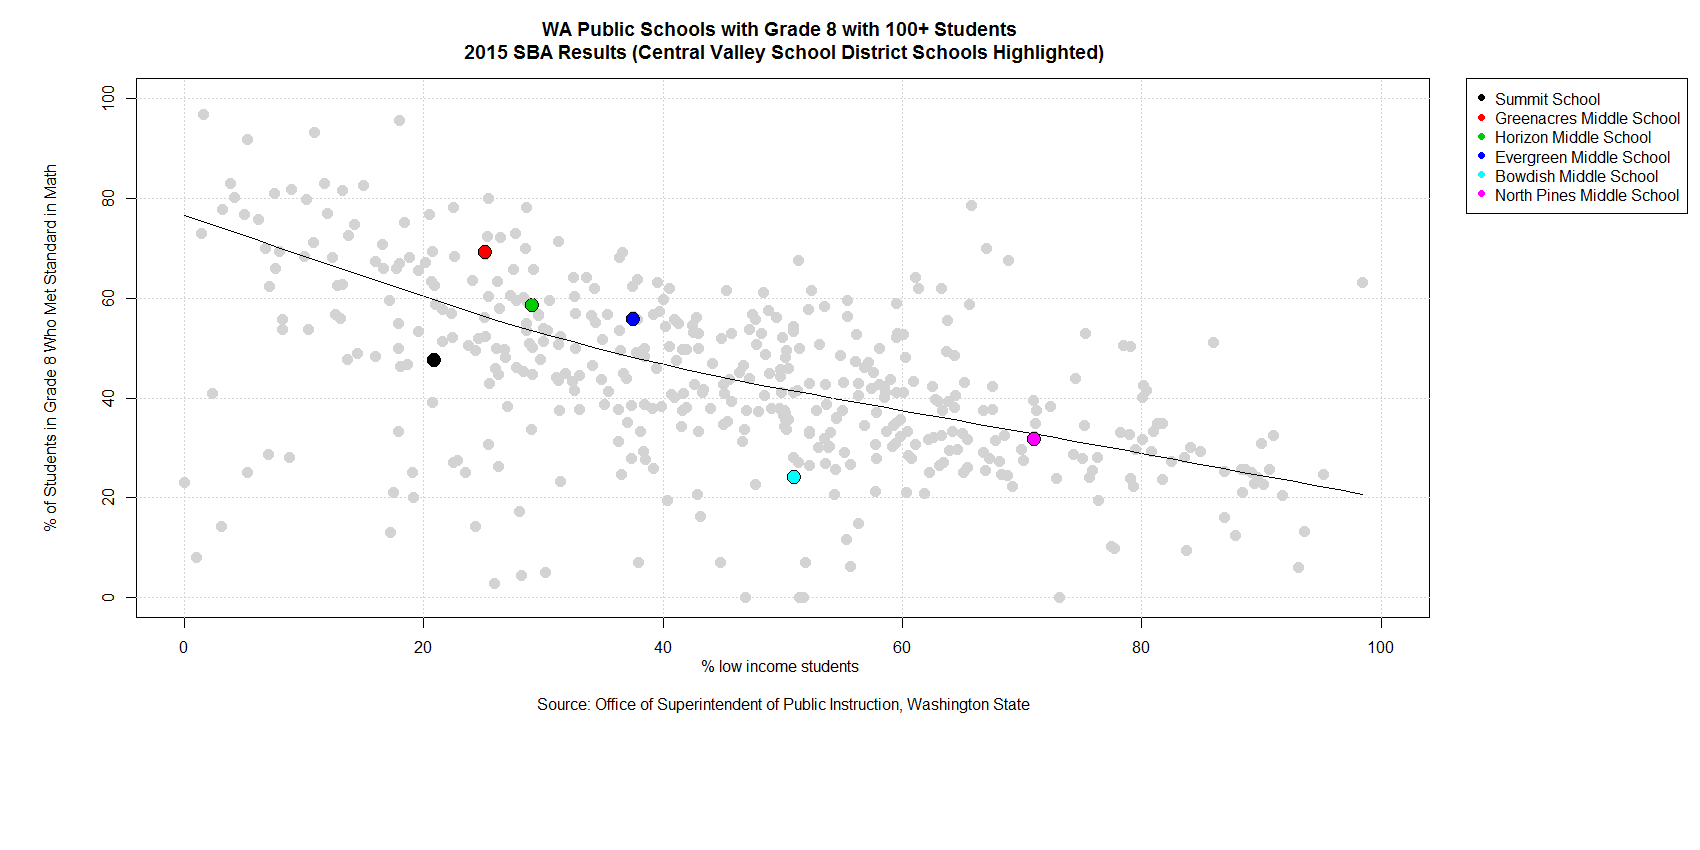 WA Public Schools with Grade 8 with 100+ Students
2015 SBA Results (Central Valley School District Schools Highlighted)
% of Students in Grade 8 Who Met Standard in Math
100
80
60
40
20
0
0 20 40 60 80 100
% low income students
Source: Office of Superintendent of Public Instruction, Washington State
Summit School
Greenacres Middle School
Horizon Middle School
Evergreen Middle School
Bowdish Middle School
North Pines Middle School